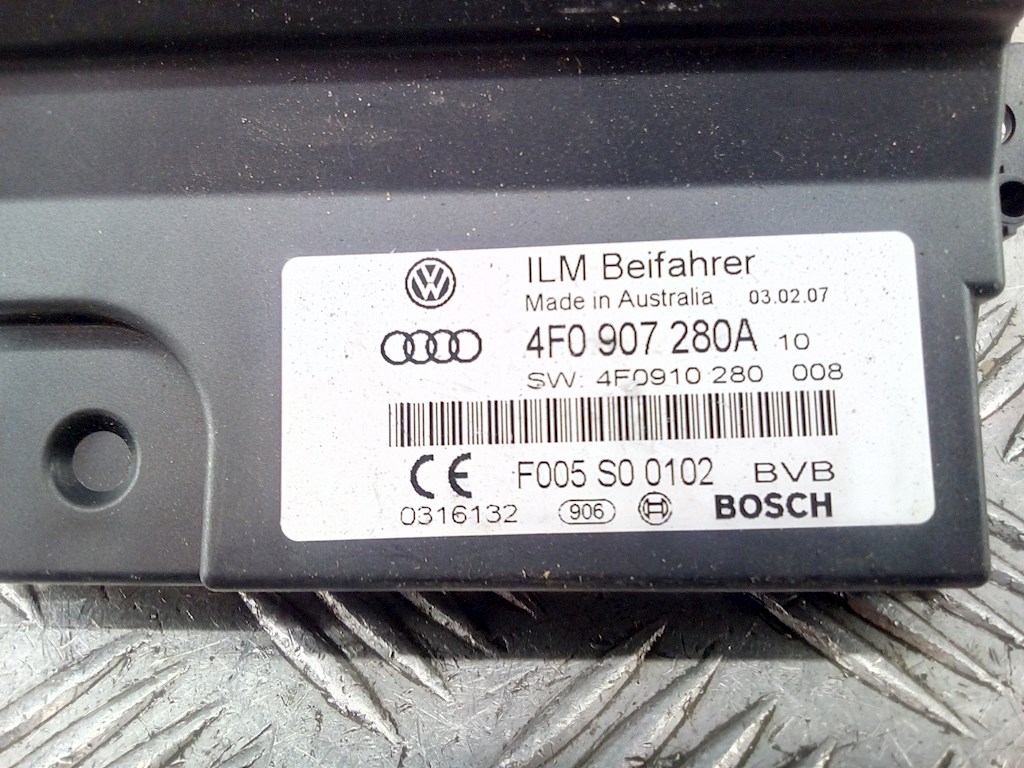 ILM Beifahrer
Made in Australia 03.02.07
4F0 907 280A 10
SW: 4F0910 280 008
CE F005 S0 0102 BVB
0316132 906 BOSCH